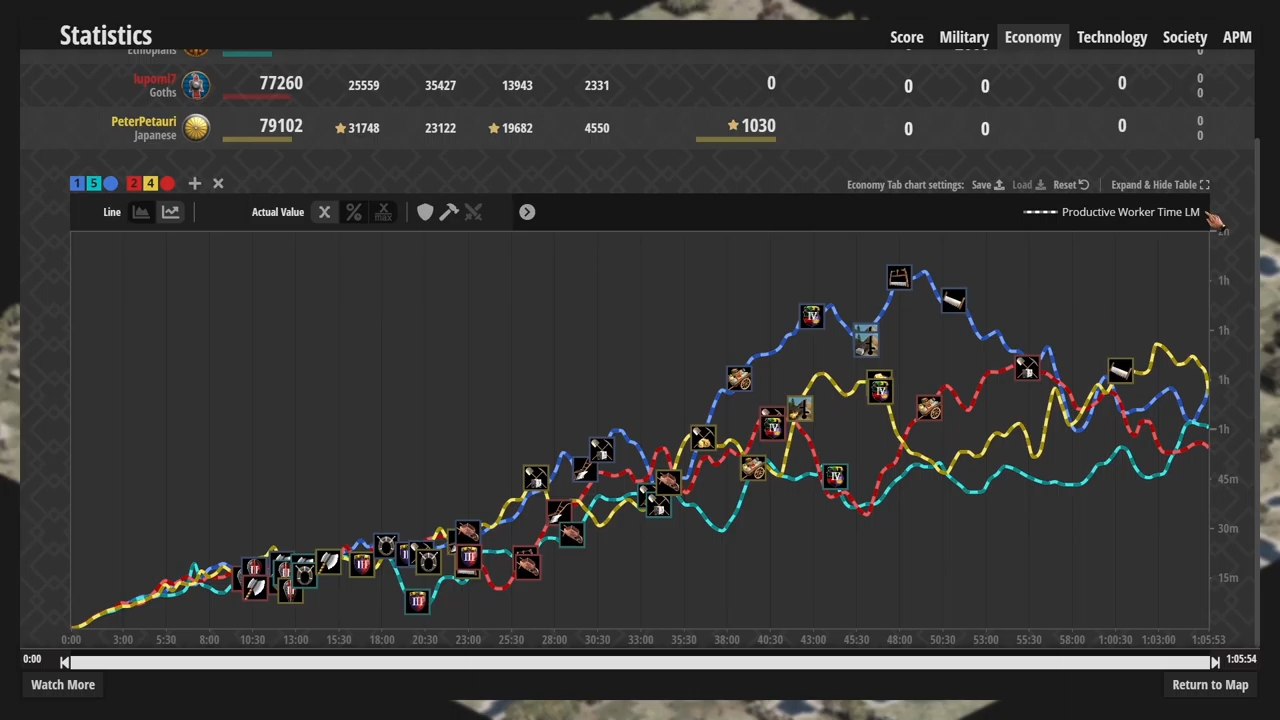 Statistics
Score Military Economy Technology Society APM
Ethiopians
0
lupoml7
Goths
77260 25559 35427 13943 2331 0 0 0 0 0
0
PeterPetauri
Japanese
79102 31748 23122 19682 4550 1030 0 0 0 0
0
1 5 2 4 + ×
Economy Tab chart settings: Save Load Reset Expand & Hide Table
Line Actual Value X % X max Productive Worker Time LM
2h
1h
1h
1h
1h
45m
30m
15m
0:00 3:00 5:30 8:00 10:30 13:00 15:30 18:00 20:30 23:00 25:30 28:00 30:30 33:00 35:30 38:00 40:30 43:00 45:30 48:00 50:30 53:00 55:30 58:00 1:00:30 1:03:00 1:05:53
0:00 1:05:54
Watch More Return to Map